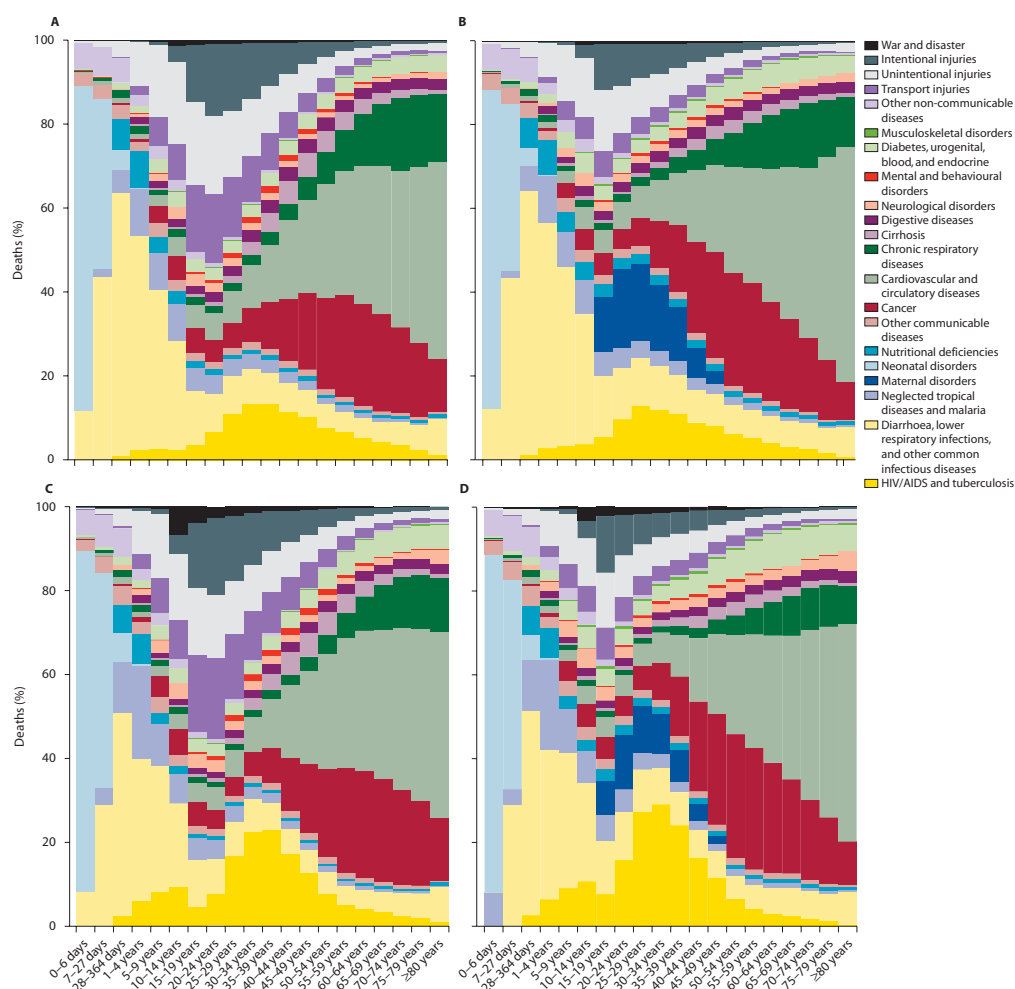 A
B
100
80
60
40
20
0
Deaths (%)
War and disaster
Intentional injuries
Unintentional injuries
Transport injuries
Other non-communicable
diseases
Musculoskeletal disorders
Diabetes, urogenital,
blood, and endocrine
Mental and behavioural
disorders
Neurological disorders
Digestive diseases
Cirrhosis
Chronic respiratory
diseases
Cardiovascular and
circulatory diseases
Cancer
Other communicable
diseases
Nutritional deficiencies
Neonatal disorders
Maternal disorders
Neglected tropical
diseases and malaria
Diarrhoea, lower
respiratory infections,
and other common
infectious diseases
HIV/AIDS and tuberculosis
C
D
100
80
60
40
20
0
Deaths (%)
0–6 days
7–27 days
28–364 days
1–4 years
5–9 years
10–14 years
15–19 years
20–24 years
25–29 years
30–34 years
35–39 years
40–44 years
45–49 years
50–54 years
55–59 years
60–64 years
65–69 years
70–74 years
75–79 years
≥80 years
0–6 days
7–27 days
28–364 days
1–4 years
5–9 years
10–14 years
15–19 years
20–24 years
25–29 years
30–34 years
35–39 years
40–44 years
45–49 years
50–54 years
55–59 years
60–64 years
65–69 years
70–74 years
75–79 years
≥80 years